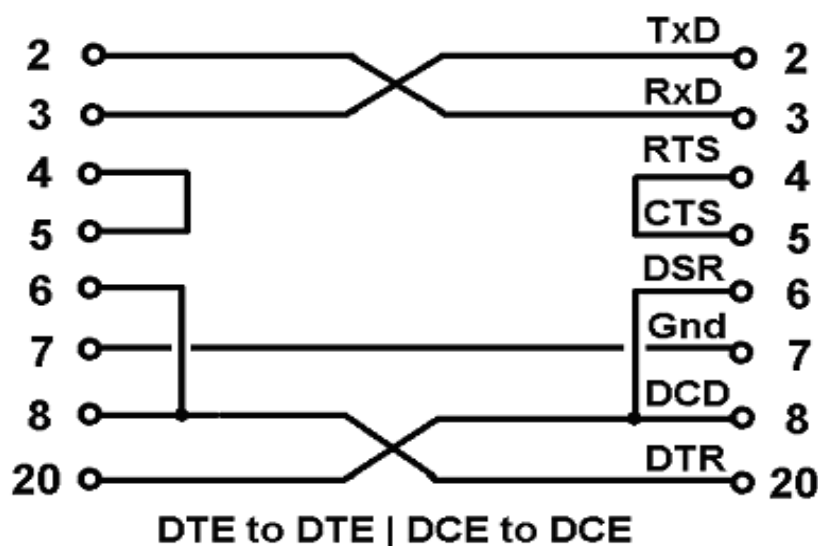 TxD
2 2
RxD
3 3
RTS
4 4
CTS
5 5
DSR
6 6
Gnd
7 7
DCD
8 8
DTR
20 20
DTE to DTE | DCE to DCE